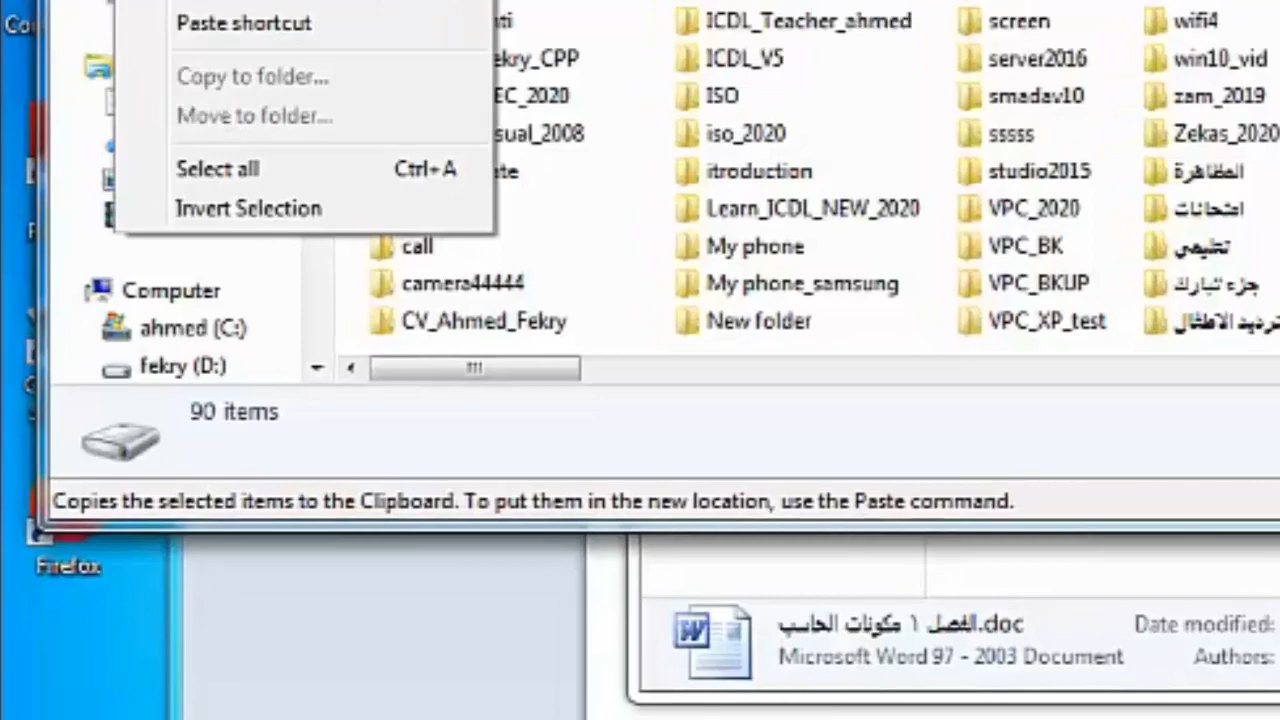 Paste shortcut
Copy to folder...
Move to folder...
Select all Ctrl+A
Invert Selection
ekry_CPP
EC_2020
sual_2008
call
camera44444
CV_Ahmed_Fekry
ICDL_Teacher_ahmed
ICDL_V5
ISO
iso_2020
itroduction
Learn_ICDL_NEW_2020
My phone
My phone_samsung
New folder
screen
server2016
smadav10
sssss
studio2015
VPC_2020
VPC_BK
VPC_BKUP
VPC_XP_test
wifi4
win10_vid
zam_2019
Zekas_2020
المظاهرة
امتحانات
تعليمي
جزء تبارك
ترديد الاطفال
Computer
ahmed (C:)
fekry (D:)
90 items
Copies the selected items to the Clipboard. To put them in the new location, use the Paste command.
Firefox
الفصل ١ مكونات الحاسب.doc
Date modified:
Microsoft Word 97 - 2003 Document
Authors: